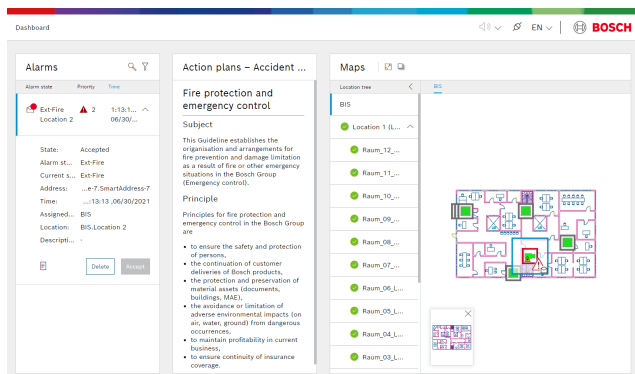 Dashboard
EN
BOSCH
Alarms
Alarm state Priority Time
Ext-Fire 2 1:13:1...
Location 2 06/30/...
State: Accepted
Alarm st... Ext-Fire
Current s... Ext-Fire
Address: ...e-7.SmartAddress-7
Time: ...:13:13 ,06/30/2021
Assigned... BIS
Location: BIS.Location 2
Descripti... -
Delete Accept
Action plans – Accident ...
Fire protection and
emergency control
Subject
This Guideline establishes the
origanisation and arrangements for
fire prevention and damage limitation
as a result of fire or other emergency
situations in the Bosch Group
(Emergency control).
Principle
Principles for fire protection and
emergency control in the Bosch Group
are
• to ensure the safety and protection
of persons,
• the continuation of customer
deliveries of Bosch products,
• the protection and preservation of
material assets (documents,
buildings, MAE),
• the avoidance or limitation of
adverse environmental impacts (on
air, water, ground) from dangerous
occurrences,
• to maintain profitability in current
business,
• to ensure continuity of insurance
coverage.
Maps
Location tree
BIS
BIS
Location 1 (L...
Raum_12_...
Raum_11_...
Raum_10_...
Raum_09_...
Raum_08_...
Raum_07_...
Raum_06_L...
Raum_05_L...
Raum_04_L...
Raum_03_L...